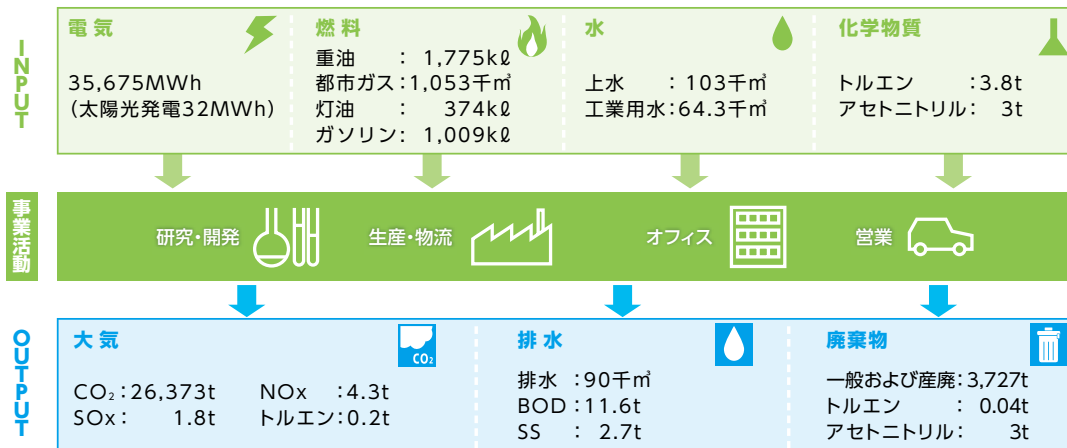 INPUT
電気
35,675MWh
(太陽光発電32MWh)
燃料
重油 : 1,775kℓ
都市ガス:1,053千㎥
灯油 : 374kℓ
ガソリン: 1,009kℓ
水
上水 : 103千㎥
工業用水:64.3千㎥
化学物質
トルエン :3.8t
アセトニトリル: 3t
事業活動
研究・開発
生産・物流
オフィス
営業
OUTPUT
大気
CO₂
CO₂:26,373t NOx :4.3t
SOx: 1.8t トルエン:0.2t
排水
排水 :90千㎥
BOD :11.6t
SS : 2.7t
廃棄物
一般および産廃:3,727t
トルエン : 0.04t
アセトニトリル: 3t